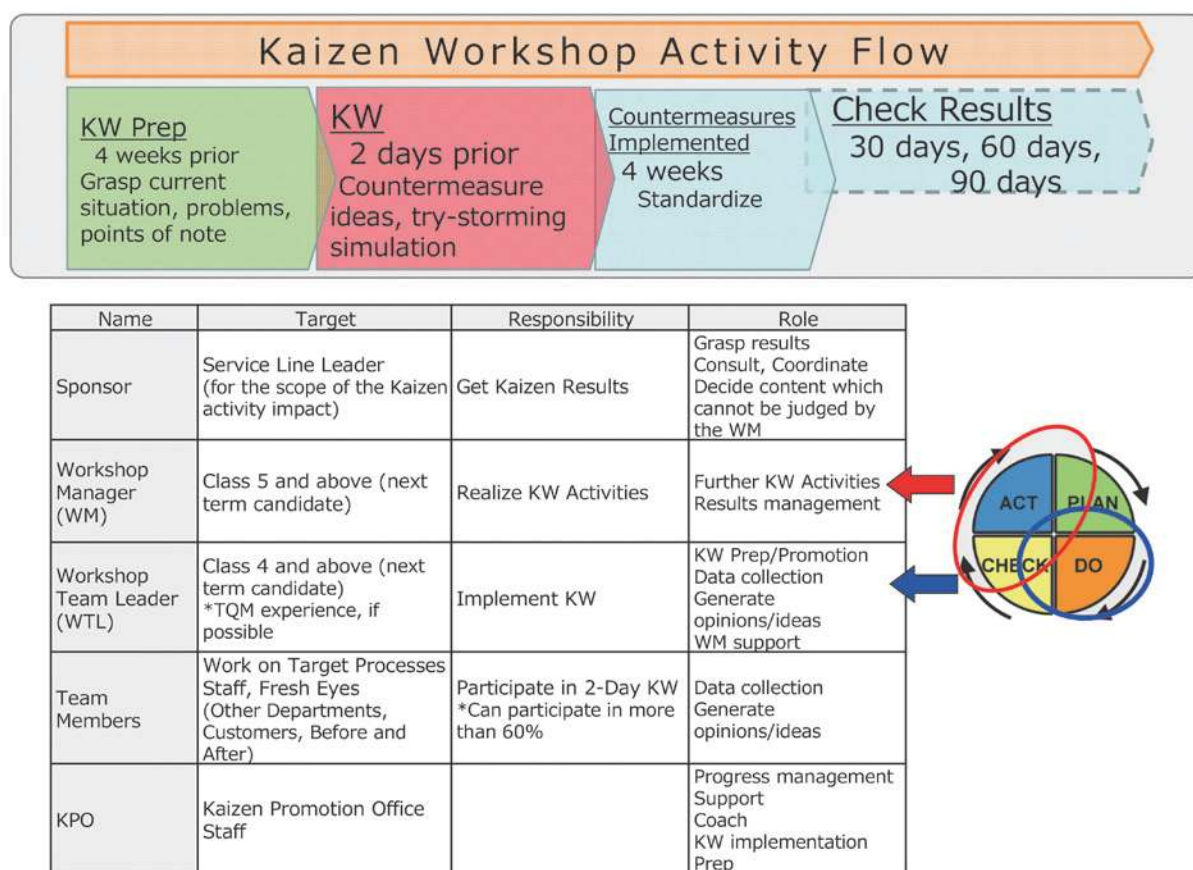 Kaizen Workshop Activity Flow
KW Prep
4 weeks prior
Grasp current
situation, problems,
points of note
KW
2 days prior
Countermeasure
ideas, try-storming
simulation
Countermeasures
Implemented
4 weeks
Standardize
Check Results
30 days, 60 days,
90 days
Name
Target
Responsibility
Role
Sponsor
Service Line Leader
(for the scope of the Kaizen
activity impact)
Get Kaizen Results
Grasp results
Consult, Coordinate
Decide content which
cannot be judged by
the WM
Workshop
Manager
(WM)
Class 5 and above (next
term candidate)
Realize KW Activities
Further KW Activities
Results management
Workshop
Team Leader
(WTL)
Class 4 and above (next
term candidate)
*TQM experience, if
possible
Implement KW
KW Prep/Promotion
Data collection
Generate
opinions/ideas
WM support
Team
Members
Work on Target Processes
Staff, Fresh Eyes
(Other Departments,
Customers, Before and
After)
Participate in 2-Day KW
*Can participate in more
than 60%
Data collection
Generate
opinions/ideas
KPO
Kaizen Promotion Office
Staff
Progress management
Support
Coach
KW implementation
Prep
ACT
PLAN
CHECK
DO